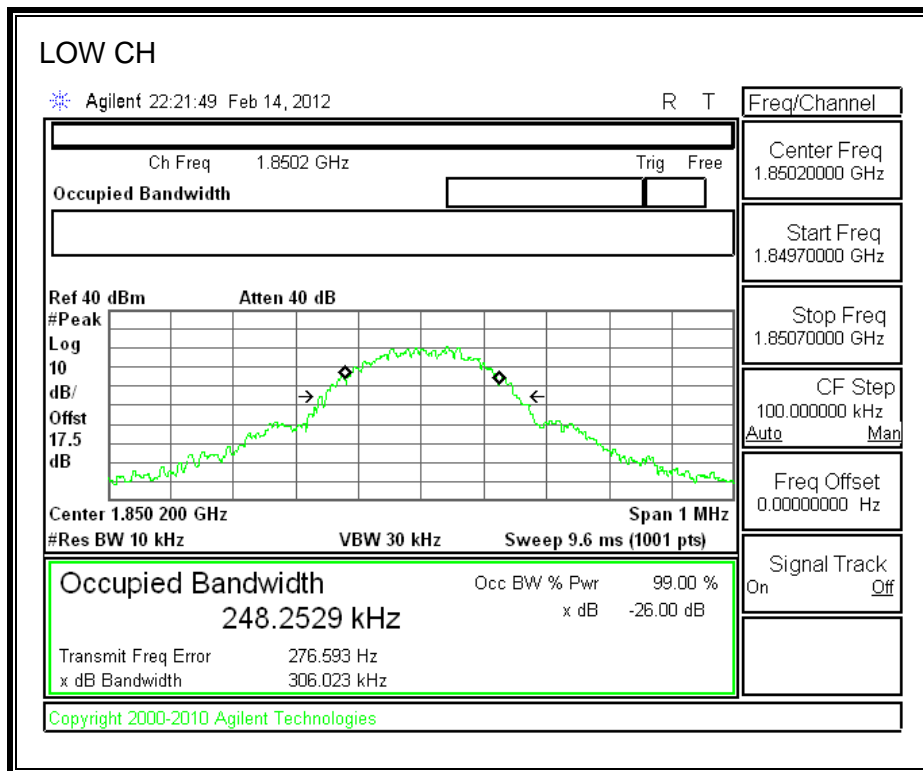 LOW CH
Agilent 22:21:49 Feb 14, 2012 R T
Ch Freq 1.8502 GHz Trig Free
Occupied Bandwidth
Ref 40 dBm Atten 40 dB
#Peak
Log
10
dB/
Offst
17.5
dB
Center 1.850 200 GHz Span 1 MHz
#Res BW 10 kHz VBW 30 kHz Sweep 9.6 ms (1001 pts)
Occupied Bandwidth Occ BW % Pwr 99.00 %
248.2529 kHz x dB -26.00 dB
Transmit Freq Error 276.593 Hz
x dB Bandwidth 306.023 kHz
Copyright 2000-2010 Agilent Technologies
Freq/Channel
Center Freq
1.85020000 GHz
Start Freq
1.84970000 GHz
Stop Freq
1.85070000 GHz
CF Step
100.000000 kHz
Auto Man
Freq Offset
0.00000000 Hz
Signal Track
On Off